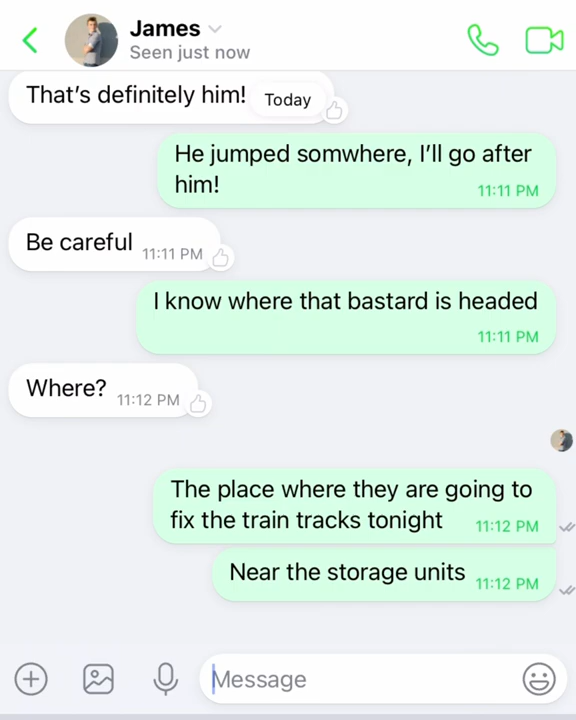 James
Seen just now
That's definitely him!
Today
He jumped somwhere, I'll go after
him!
11:11 PM
Be careful
11:11 PM
I know where that bastard is headed
11:11 PM
Where?
11:12 PM
The place where they are going to
fix the train tracks tonight
11:12 PM
Near the storage units
11:12 PM
Message